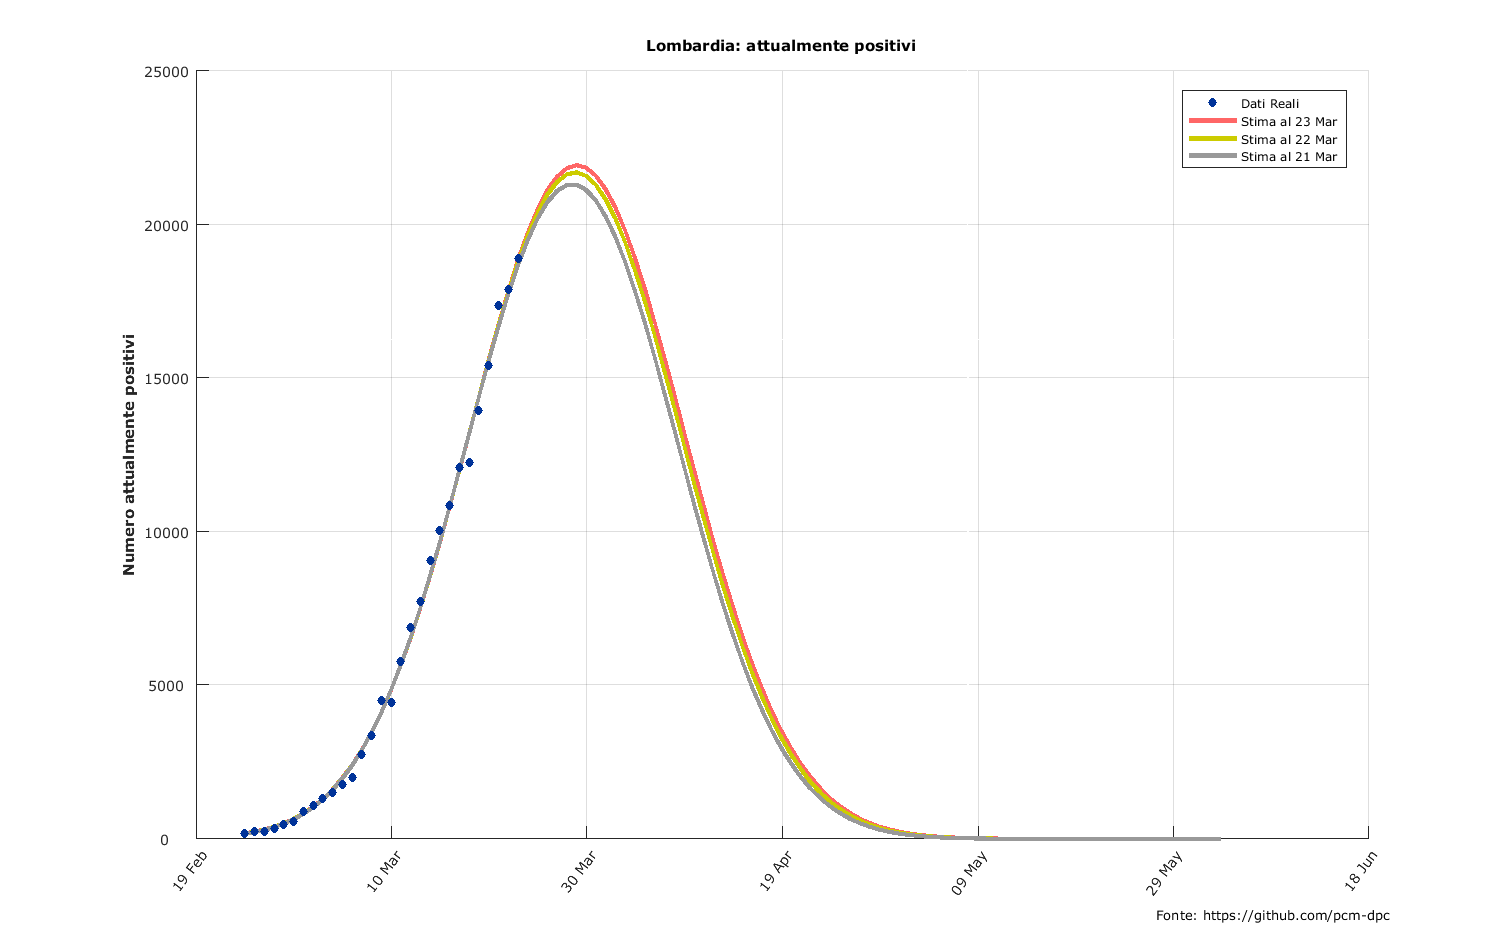 Lombardia: attualmente positivi
25000
20000
15000
10000
5000
0
Numero attualmente positivi
Dati Reali
Stima al 23 Mar
Stima al 22 Mar
Stima al 21 Mar
19 Feb
10 Mar
30 Mar
19 Apr
09 May
29 May
18 Jun
Fonte: https://github.com/pcm-dpc